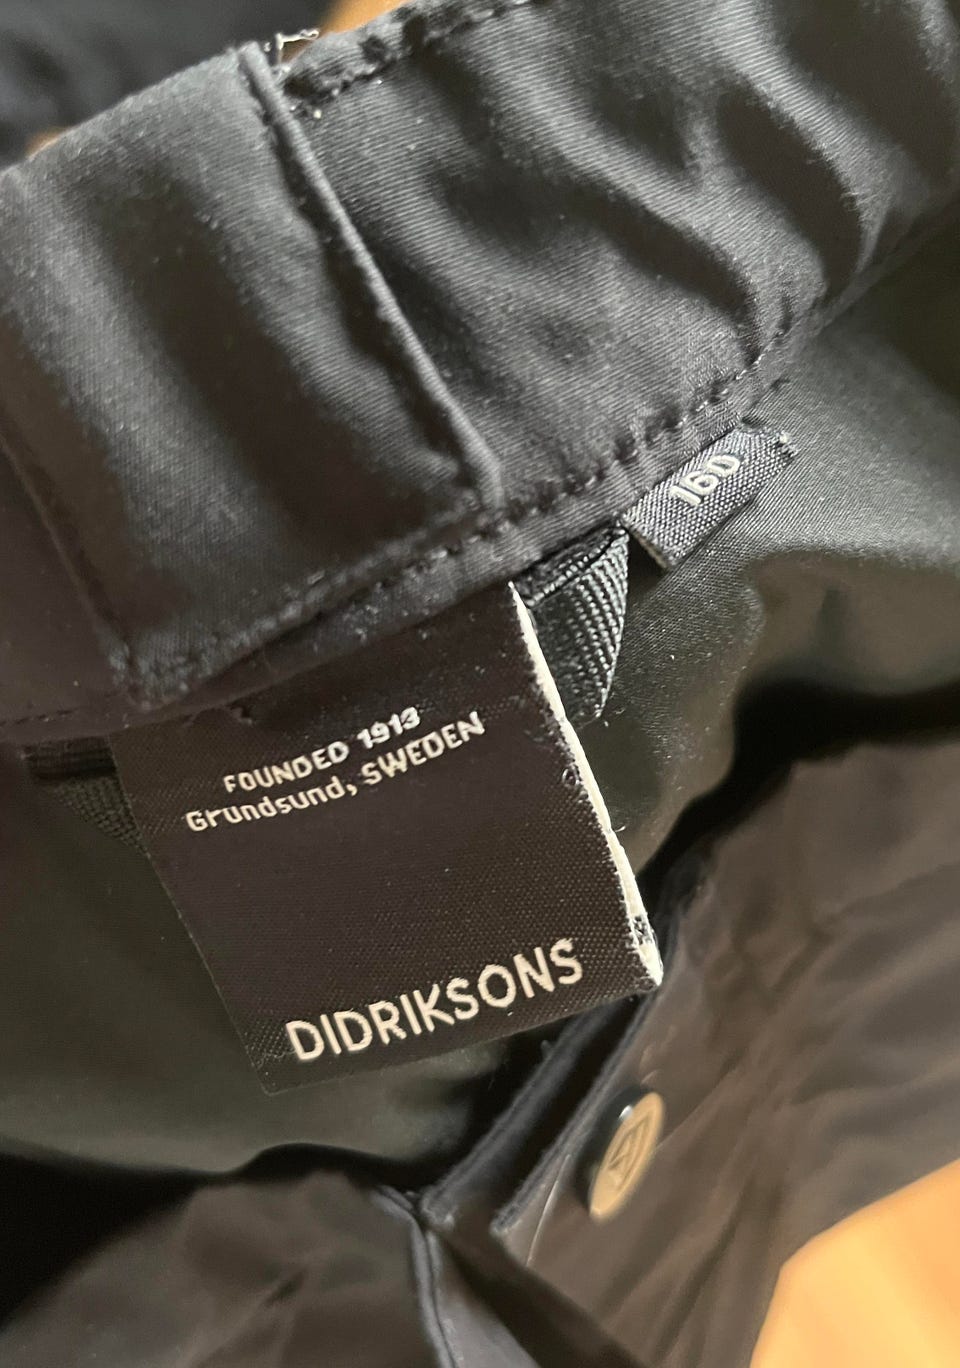 160
FOUNDED 1913
Grundsund, SWEDEN
DIDRIKSONS